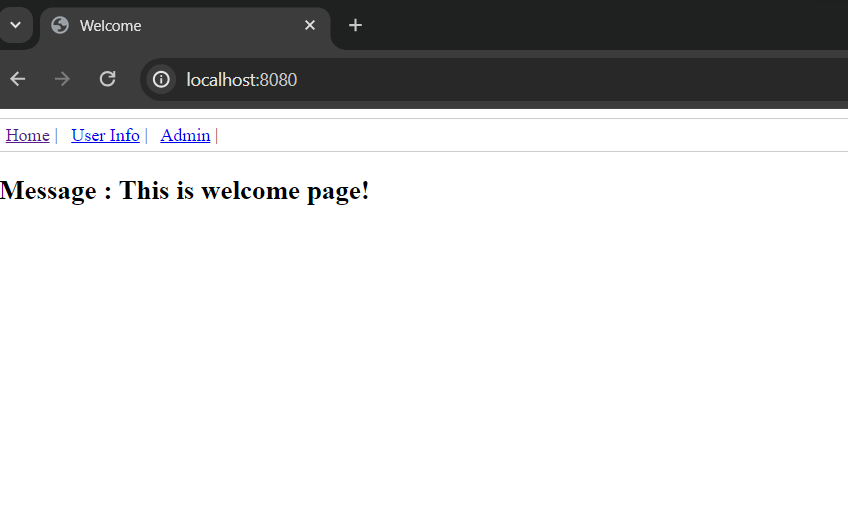 Welcome
localhost:8080
Home | User Info | Admin |
Message : This is welcome page!